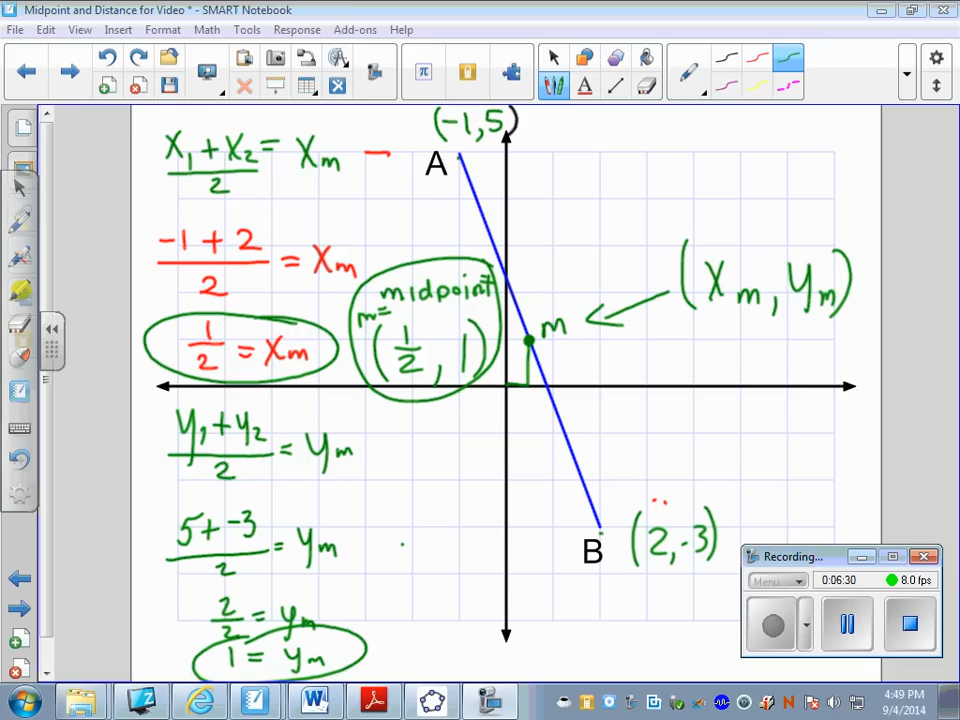 Midpoint and Distance for Video * - SMART Notebook
File Edit View Insert Format Math Tools Response Add-ons Help
(-1,5)
A
x₁ + x₂ / 2 = xm -
-1 + 2 / 2 = xm
1/2 = xm
midpoint
m=
(1/2, 1)
m
(xm, ym)
y₁ + y₂ / 2 = ym
5 + -3 / 2 = ym
2/2 = ym
1 = ym
B (2,-3)
Recording...
Menu 0:06:30 8.0 fps
4:49 PM
9/4/2014